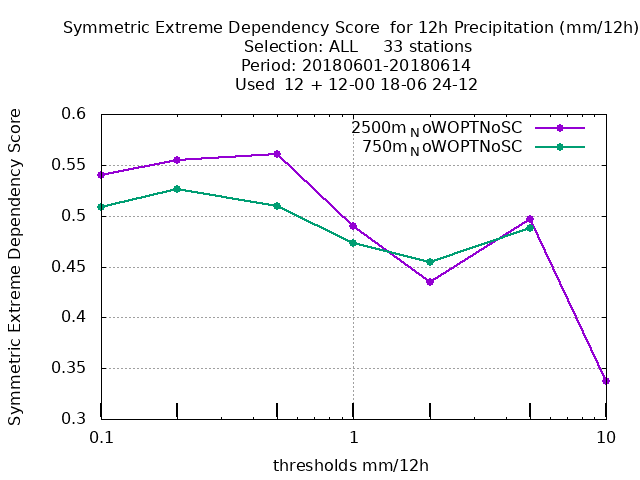 Symmetric Extreme Dependency Score  for 12h Precipitation (mm/12h)
Selection: ALL     33 stations
Period: 20180601-20180614
Used  12 + 12-00 18-06 24-12
2500m_NoWOPTNoSC
750m_NoWOPTNoSC
Symmetric Extreme Dependency Score
0.6
0.55
0.5
0.45
0.4
0.35
0.3
0.1 1 10
thresholds mm/12h